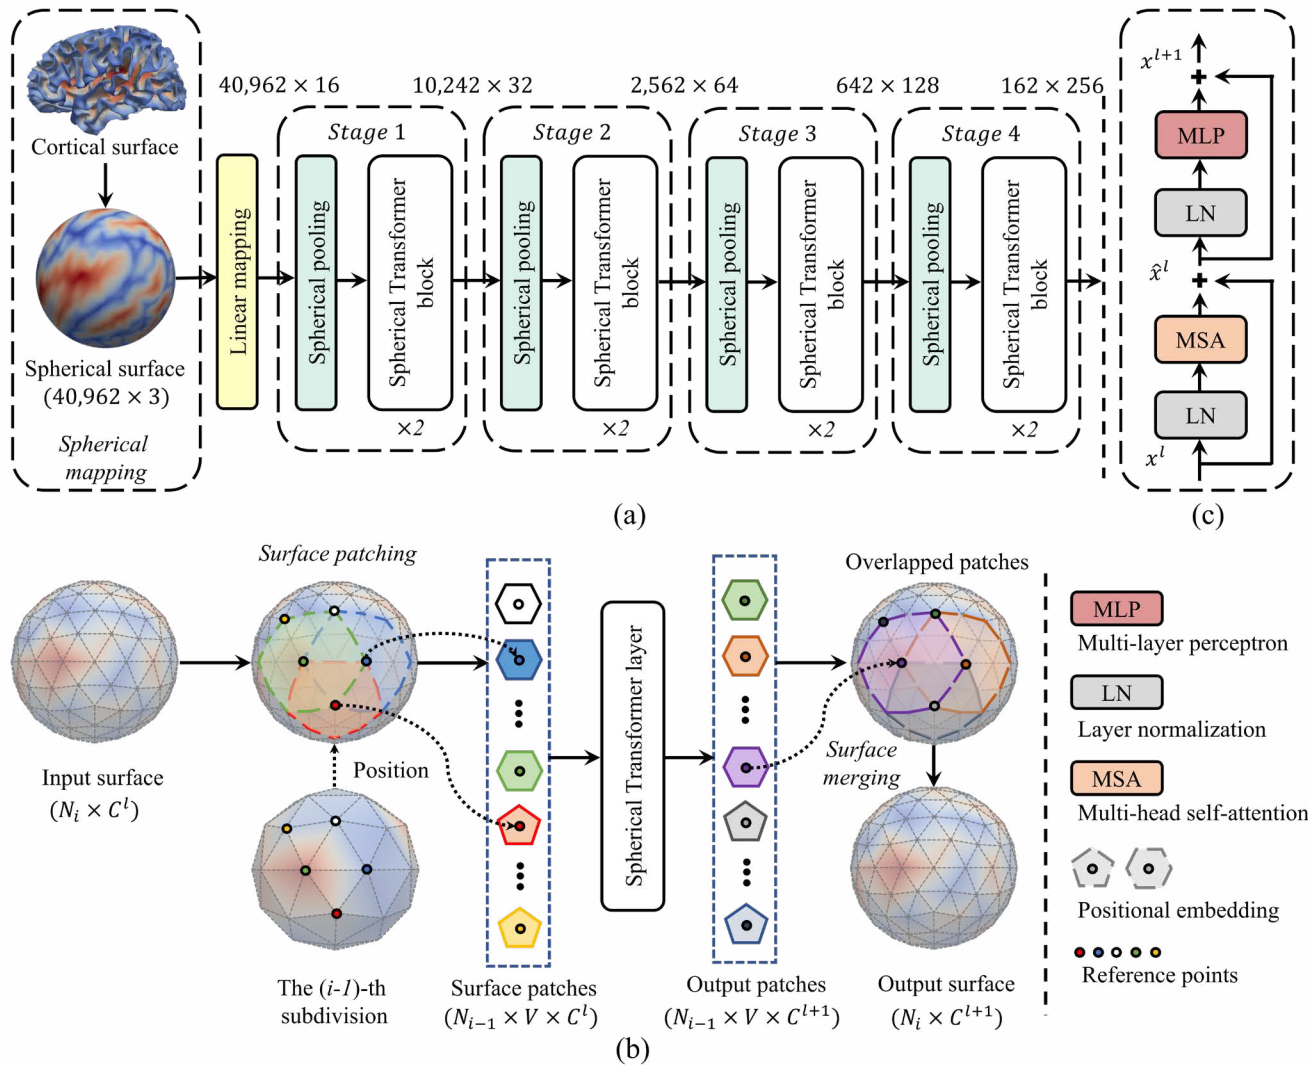 Cortical surface
Spherical surface
(40,962 × 3)
Spherical
mapping
Linear mapping
40,962 × 16
Stage 1
Spherical pooling
Spherical Transformer
block
×2
10,242 × 32
Stage 2
Spherical pooling
Spherical Transformer
block
×2
2,562 × 64
Stage 3
Spherical pooling
Spherical Transformer
block
×2
642 × 128
Stage 4
Spherical pooling
Spherical Transformer
block
×2
162 × 256
(a)
x^{l+1}
MLP
LN
x̂^l
MSA
LN
x^l
(c)
Input surface
(N_i × C^l)
Surface patching
Position
The (i-1)-th
subdivision
Surface patches
(N_{i−1} × V × C^l)
Spherical Transformer layer
Output patches
(N_{i−1} × V × C^{l+1})
Overlapped patches
Surface
merging
Output surface
(N_i × C^{l+1})
MLP
Multi-layer perceptron
LN
Layer normalization
MSA
Multi-head self-attention
Positional embedding
Reference points
(b)